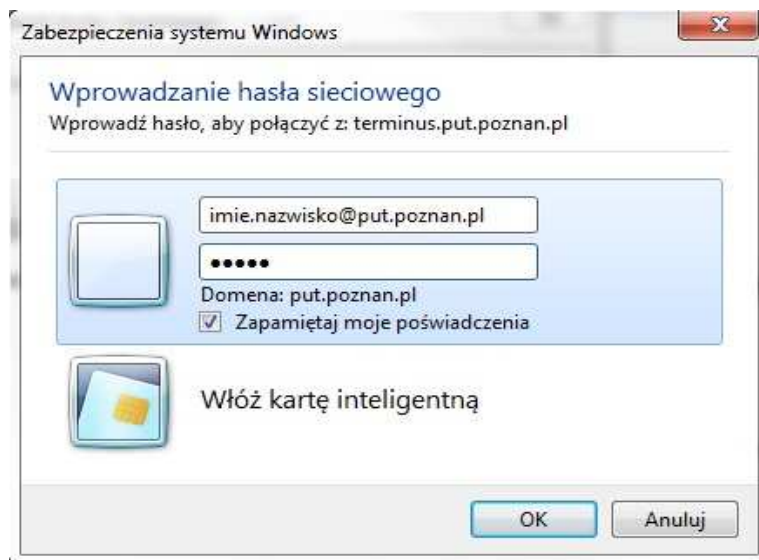 Zabezpieczenia systemu Windows
Wprowadzanie hasła sieciowego
Wprowadź hasło, aby połączyć z: terminus.put.poznan.pl
imie.nazwisko@put.poznan.pl
●●●●●
Domena: put.poznan.pl
Zapamiętaj moje poświadczenia
Włóż kartę inteligentną
OK
Anuluj